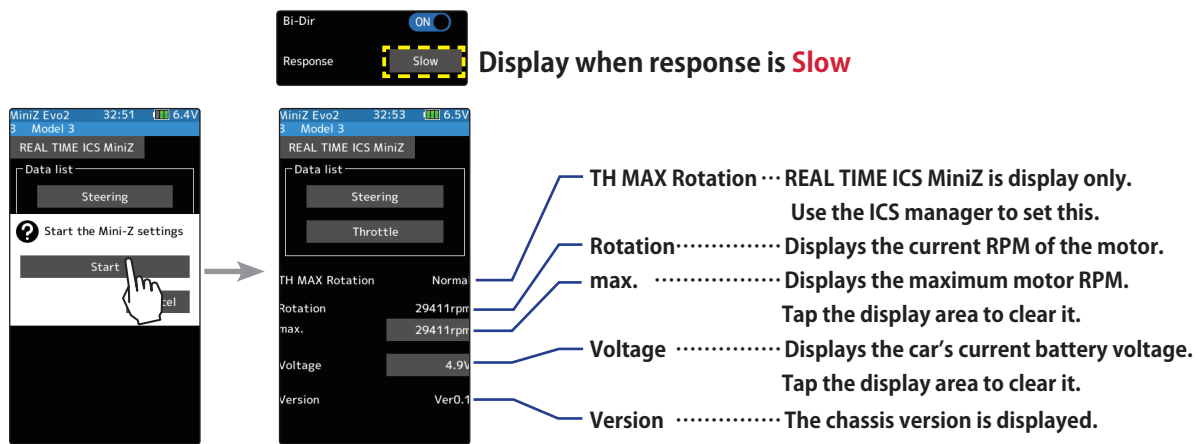 Bi-Dir ON
Response Slow
Display when response is Slow
MiniZ Evo2 32:51 6.4V
3 Model 3
REAL TIME ICS MiniZ
Data list
Steering
Start the Mini-Z settings
Start
cel
MiniZ Evo2 32:53 6.5V
3 Model 3
REAL TIME ICS MiniZ
Data list
Steering
Throttle
TH MAX Rotation Norma
Rotation 29411rpm
max. 29411rpm
Voltage 4.9V
Version Ver0.1
TH MAX Rotation ··· REAL TIME ICS MiniZ is display only.
Use the ICS manager to set this.
Rotation ··············· Displays the current RPM of the motor.
max. ··············· Displays the maximum motor RPM.
Tap the display area to clear it.
Voltage ··············· Displays the car's current battery voltage.
Tap the display area to clear it.
Version ··············· The chassis version is displayed.